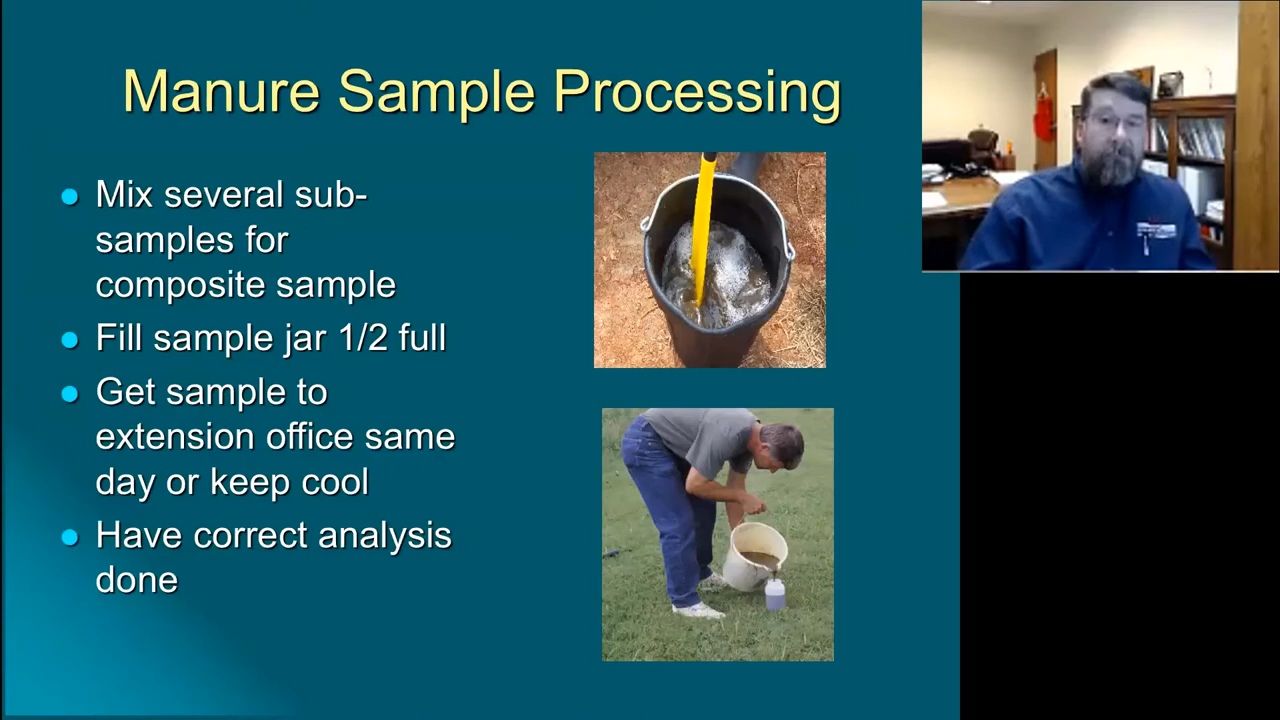 Manure Sample Processing
● Mix several sub-
samples for
composite sample
● Fill sample jar 1/2 full
● Get sample to
extension office same
day or keep cool
● Have correct analysis
done